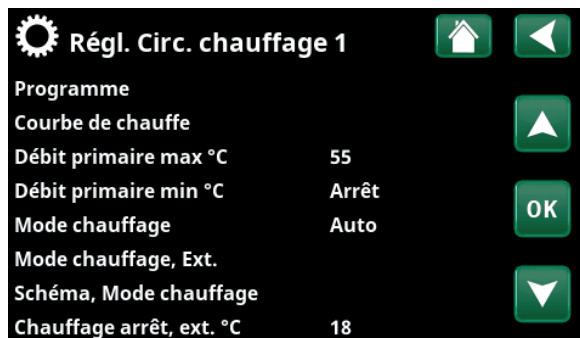 Régl. Circ. chauffage 1
Programme
Courbe de chauffe
Débit primaire max °C 55
Débit primaire min °C Arrêt
Mode chauffage Auto
OK
Mode chauffage, Ext.
Schéma, Mode chauffage
Chauffage arrêt, ext. °C 18